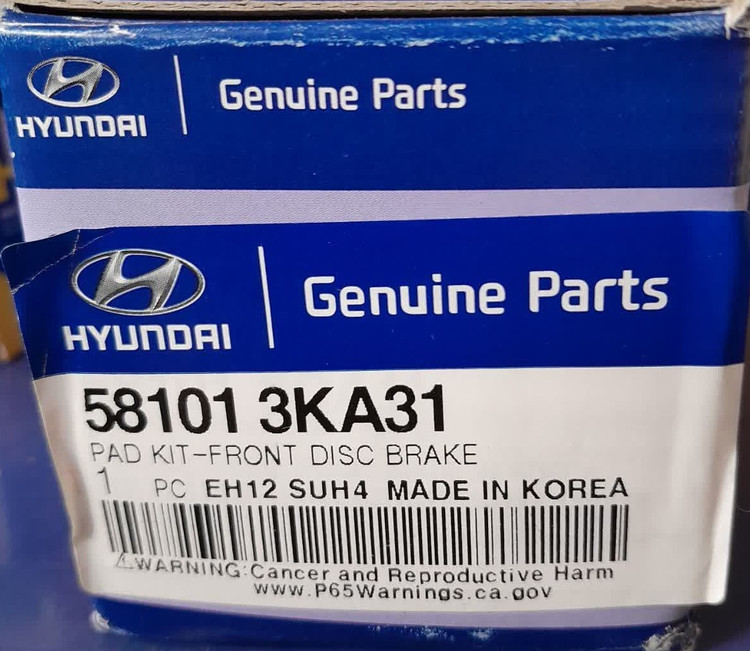 HYUNDAI
Genuine Parts
HYUNDAI
Genuine Parts
58101 3KA31
PAD KIT-FRONT DISC BRAKE
1 PC EH12 SUH4 MADE IN KOREA
⚠WARNING:Cancer and Reproductive Harm
www.P65Warnings.ca.gov